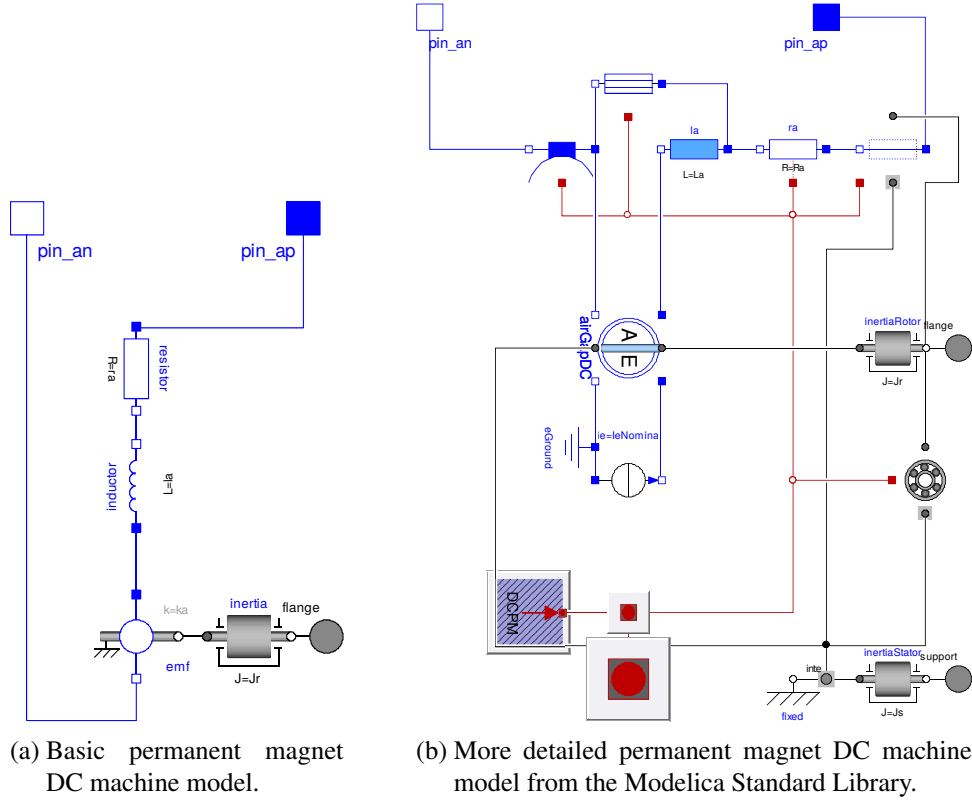 pin_an
pin_ap
resistor
R=ra
inductor
L=la
k=ka
emf
inertia
flange
J=Jr
(a) Basic permanent magnet
DC machine model.
pin_an
pin_ap
la
L=La
ra
R=Ra
airGapDC
A
E
eGround
ie=IeNomina
inertiaRotor
flange
J=Jr
DCPM
inte
fixed
inertiaStator
support
J=Js
(b) More detailed permanent magnet DC machine
model from the Modelica Standard Library.